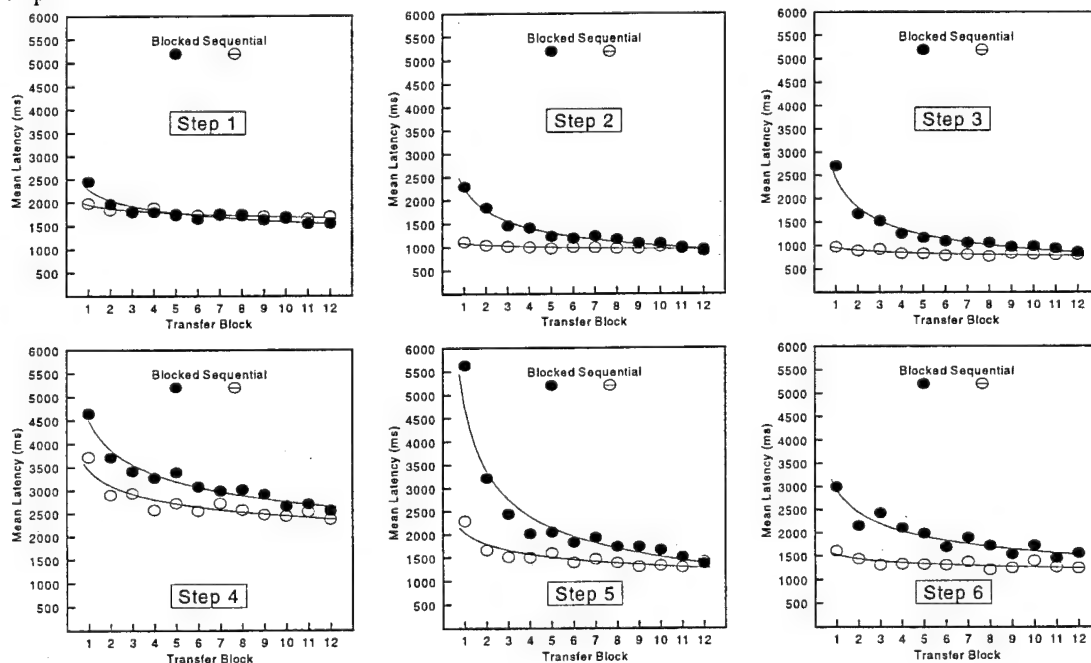 6000
5500
5000
4500
4000
3500
3000
2500
2000
1500
1000
500
Mean Latency (ms)
Blocked Sequential
Step 1
1 2 3 4 5 6 7 8 9 10 11 12
Transfer Block
6000
5500
5000
4500
4000
3500
3000
2500
2000
1500
1000
500
Mean Latency (ms)
Blocked Sequential
Step 2
1 2 3 4 5 6 7 8 9 10 11 12
Transfer Block
6000
5500
5000
4500
4000
3500
3000
2500
2000
1500
1000
500
Mean Latency (ms)
Blocked Sequential
Step 3
1 2 3 4 5 6 7 8 9 10 11 12
Transfer Block
6000
5500
5000
4500
4000
3500
3000
2500
2000
1500
1000
500
Mean Latency (ms)
Blocked Sequential
Step 4
1 2 3 4 5 6 7 8 9 10 11 12
Transfer Block
6000
5500
5000
4500
4000
3500
3000
2500
2000
1500
1000
500
Mean Latency (ms)
Blocked Sequential
Step 5
1 2 3 4 5 6 7 8 9 10 11 12
Transfer Block
6000
5500
5000
4500
4000
3500
3000
2500
2000
1500
1000
500
Mean Latency (ms)
Blocked Sequential
Step 6
1 2 3 4 5 6 7 8 9 10 11 12
Transfer Block